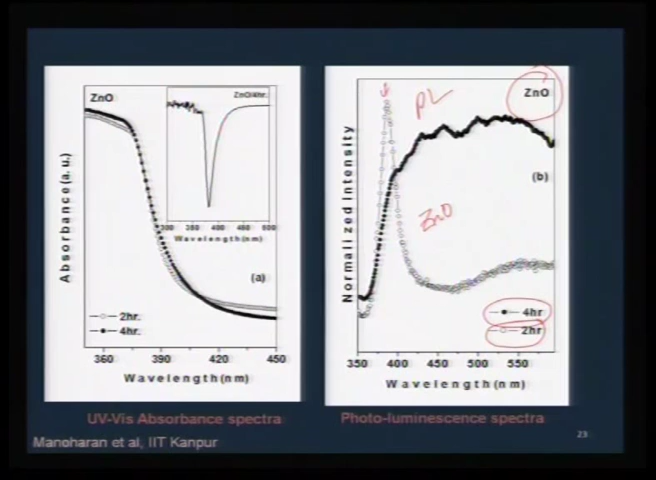 ZnO
ZnO/4hr.
Absorbance (a.u.)
Wavelength(nm)
(a)
2hr.
4hr.
360 390 420 450
Wavelength(nm)
UV-Vis Absorbance spectra
ZnO
PL
(b)
ZnO
Normalized Intensity
4hr
2hr
350 400 450 500 550
Wavelength(nm)
Photo-luminescence spectra
Manoharan et al, IIT Kanpur
23